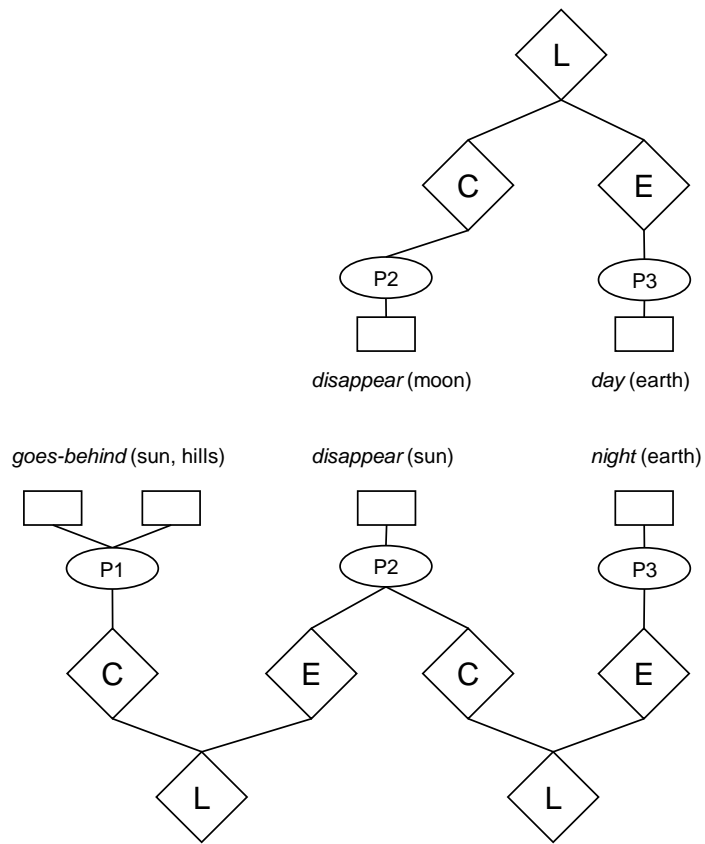 L
C E
P2 P3
disappear (moon) day (earth)
goes-behind (sun, hills) disappear (sun) night (earth)
P1 P2 P3
C E C E
L L